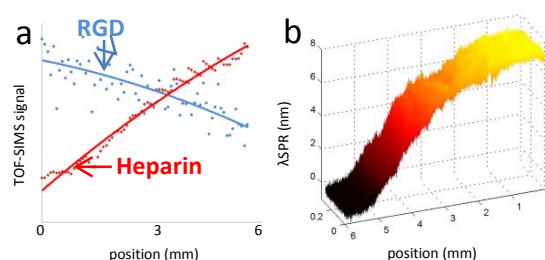 a
RGD
Heparin
TOF-SIMS signal
0
3
6
position (mm)
b
8
6
4
2
0
λSPR (nm)
0.2
0
6
5
4
3
2
1
position (mm)